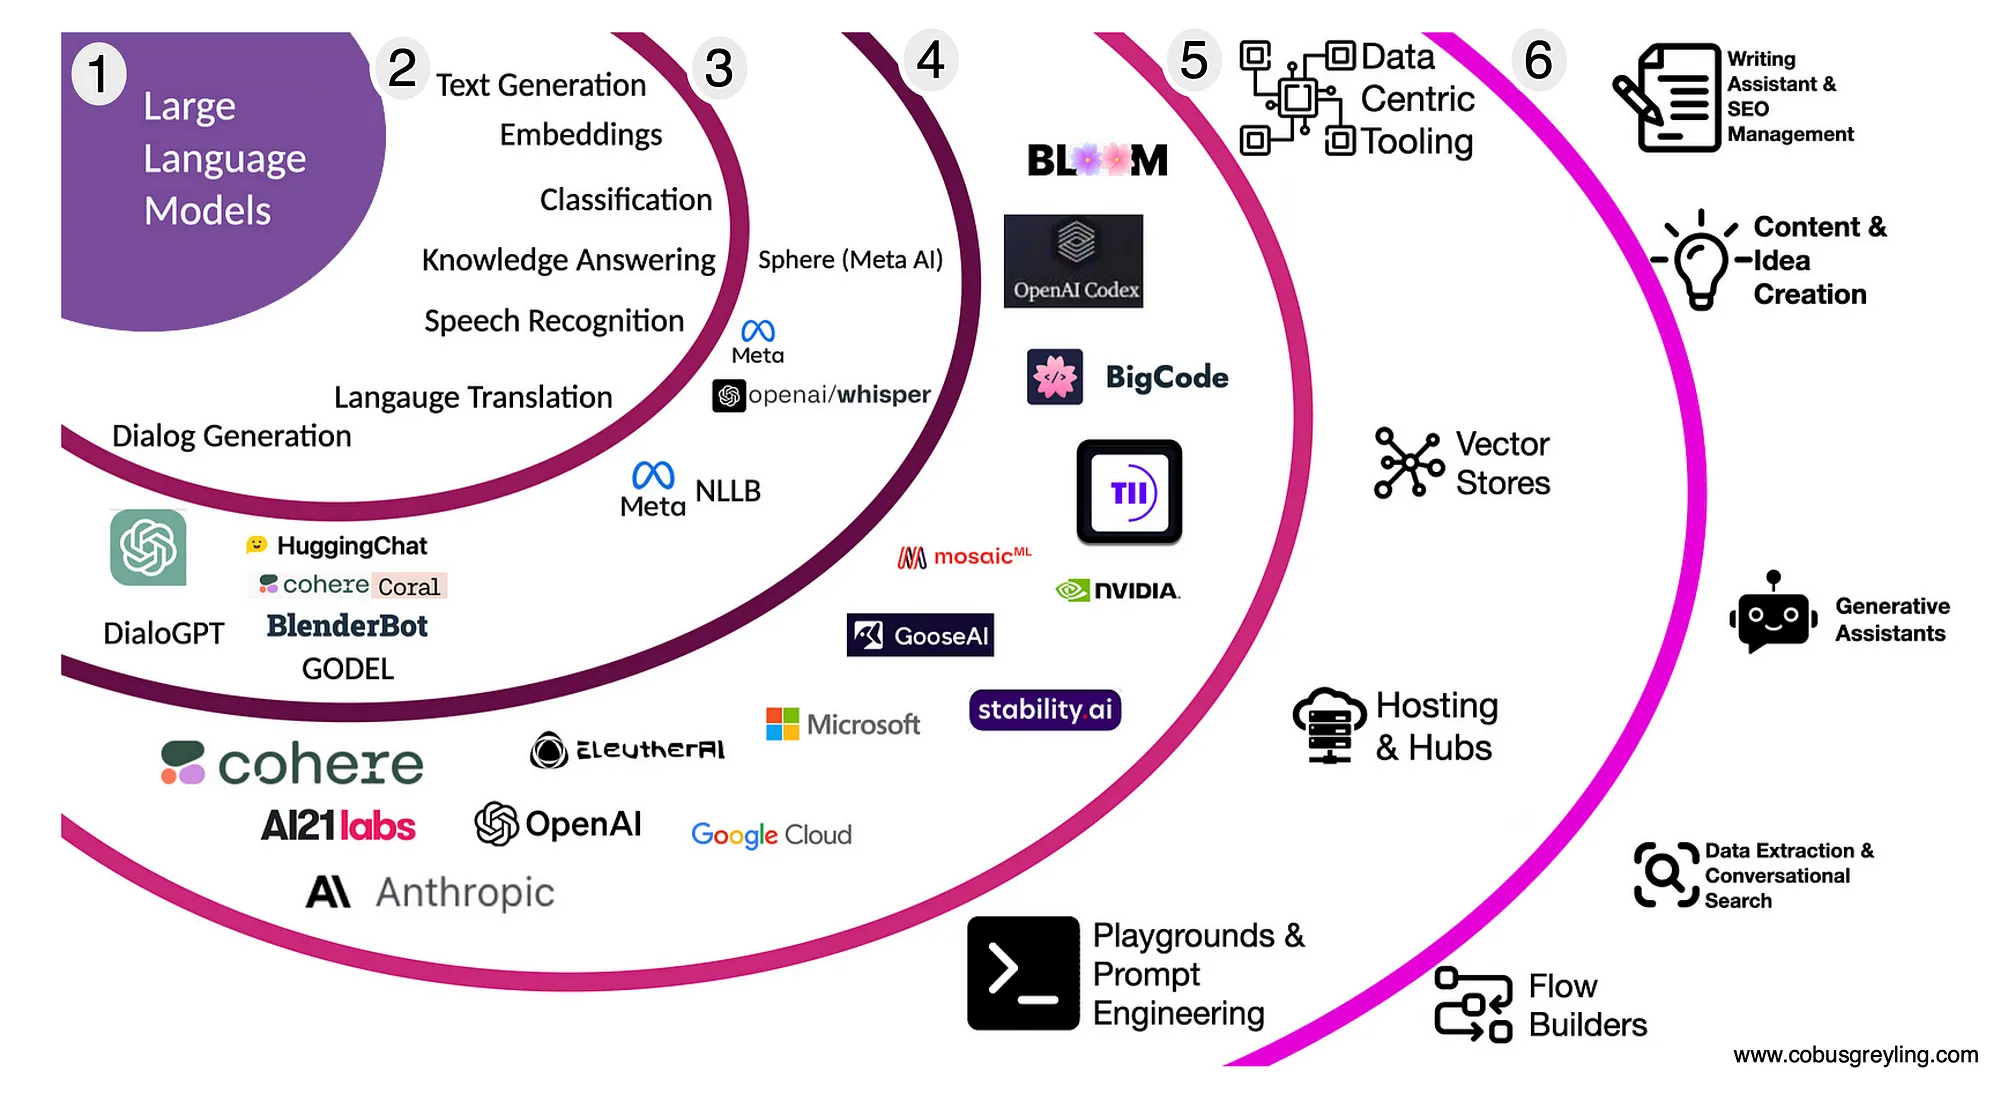 1
Large
Language
Models
2
Text Generation
Embeddings
Classification
Knowledge Answering
Speech Recognition
Langauge Translation
Dialog Generation
3
Sphere (Meta AI)
Meta
openai/whisper
Meta NLLB
DialoGPT
HuggingChat
cohere Coral
BlenderBot
GODEL
4
BLOOM
OpenAI Codex
</>
BigCode
TII
mosaicML
NVIDIA.
GooseAI
stability.ai
Microsoft
EleutherAI
cohere
AI21labs
OpenAI
Google Cloud
AI Anthropic
5
Data
Centric
Tooling
Vector
Stores
Hosting
& Hubs
Playgrounds &
Prompt
Engineering
6
Writing
Assistant &
SEO
Management
Content &
Idea
Creation
Generative
Assistants
Data Extraction &
Conversational
Search
Flow
Builders
www.cobusgreyling.com